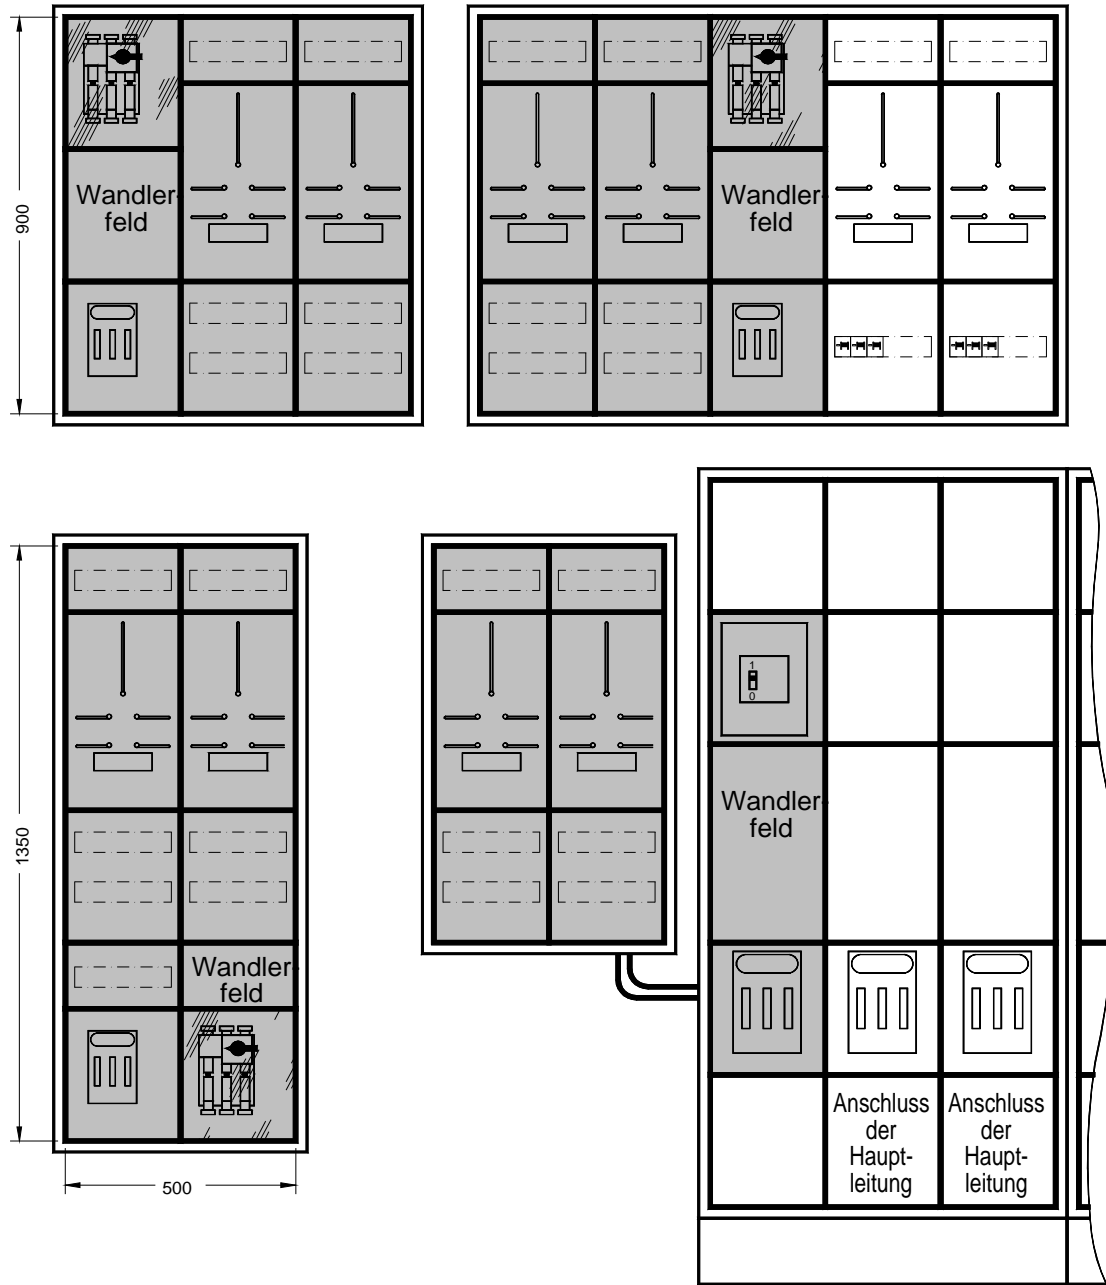 Wandler-
feld
900
Wandler-
feld
1350
Wandler-
feld
500
1
0
Wandler-
feld
Anschluss
der
Haupt-
leitung
Anschluss
der
Haupt-
leitung